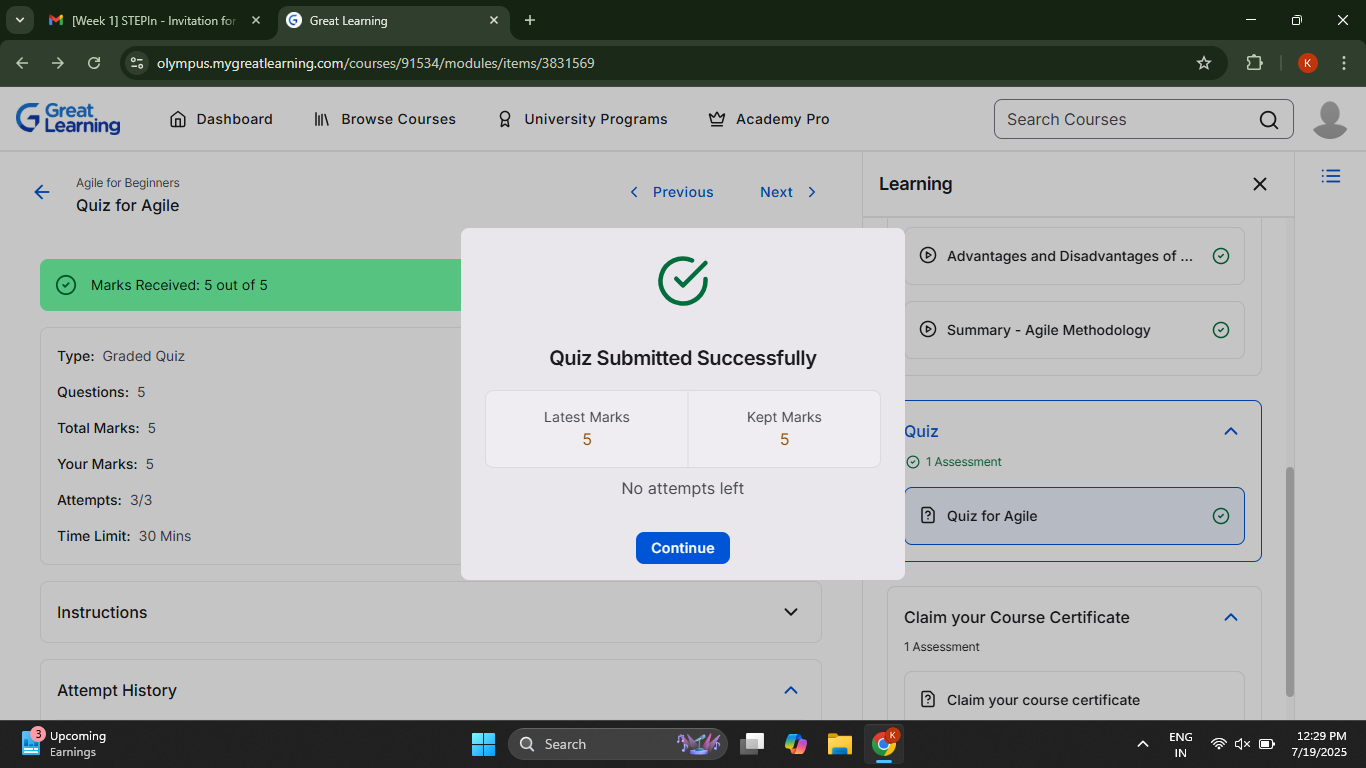 [Week 1] STEPIn - Invitation for
Great Learning
olympus.mygreatlearning.com/courses/91534/modules/items/3831569
K
Great Learning
Dashboard
Browse Courses
University Programs
Academy Pro
Search Courses
Agile for Beginners
Quiz for Agile
Previous
Next
Marks Received: 5 out of 5
Type: Graded Quiz
Questions: 5
Total Marks: 5
Your Marks: 5
Attempts: 3/3
Time Limit: 30 Mins
Instructions
Attempt History
Quiz Submitted Successfully
Latest Marks
5
Kept Marks
5
No attempts left
Continue
Learning
Advantages and Disadvantages of ...
Summary - Agile Methodology
Quiz
1 Assessment
Quiz for Agile
Claim your Course Certificate
1 Assessment
Claim your course certificate
3
Upcoming
Earnings
Search
K
ENG
IN
12:29 PM
7/19/2025